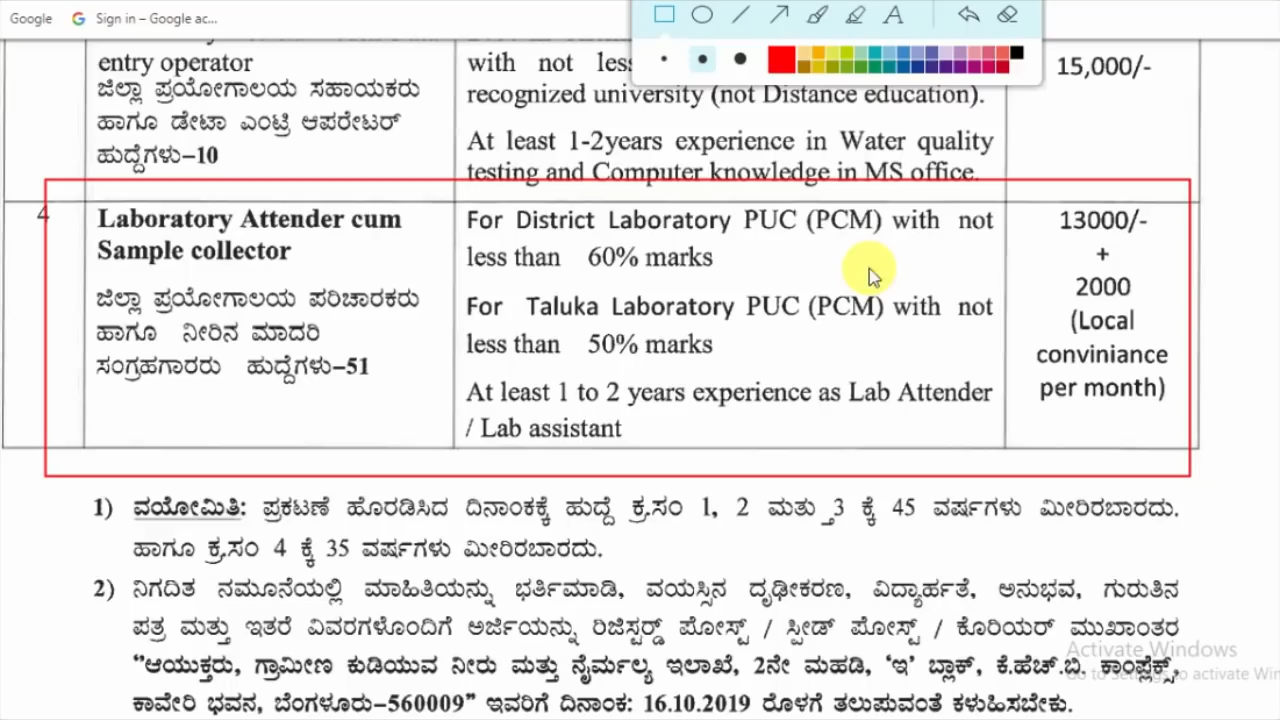 Google Sign in – Google ac...
entry operator
ಜಿಲ್ಲಾ ಪ್ರಯೋಗಾಲಯ ಸಹಾಯಕರು
ಹಾಗೂ ಡೇಟಾ ಎಂಟ್ರಿ ಆಪರೇಟರ್
ಹುದ್ದೆಗಳು-10
with not less
recognized university (not Distance education).
At least 1-2years experience in Water quality
testing and Computer knowledge in MS office.
15,000/-
4
Laboratory Attender cum
Sample collector
ಜಿಲ್ಲಾ ಪ್ರಯೋಗಾಲಯ ಪರಿಚಾರಕರು
ಹಾಗೂ ನೀರಿನ ಮಾದರಿ
ಸಂಗ್ರಹಗಾರರು ಹುದ್ದೆಗಳು-51
For District Laboratory PUC (PCM) with not
less than 60% marks
For Taluka Laboratory PUC (PCM) with not
less than 50% marks
At least 1 to 2 years experience as Lab Attender
/ Lab assistant
13000/-
+
2000
(Local
conviniance
per month)
1) ವಯೋಮಿತಿ: ಪ್ರಕಟಣೆ ಹೊರಡಿಸಿದ ದಿನಾಂಕಕ್ಕೆ ಹುದ್ದೆ ಕ್ರ.ಸಂ 1, 2 ಮತ್ತು 3 ಕ್ಕೆ 45 ವರ್ಷಗಳು ಮೀರಿರಬಾರದು.
ಹಾಗೂ ಕ್ರ.ಸಂ 4 ಕ್ಕೆ 35 ವರ್ಷಗಳು ಮೀರಿರಬಾರದು.
2) ನಿಗದಿತ ನಮೂನೆಯಲ್ಲಿ ಮಾಹಿತಿಯನ್ನು ಭರ್ತಿಮಾಡಿ, ವಯಸ್ಸಿನ ದೃಢೀಕರಣ, ವಿದ್ಯಾರ್ಹತೆ, ಅನುಭವ, ಗುರುತಿನ
ಪತ್ರ ಮತ್ತು ಇತರೆ ವಿವರಗಳೊಂದಿಗೆ ಅರ್ಜಿಯನ್ನು ರಿಜಿಸ್ಟರ್ಡ್ ಪೋಸ್ಟ್ / ಸ್ಪೀಡ್ ಪೋಸ್ಟ್ / ಕೊರಿಯರ್ ಮುಖಾಂತರ
"ಆಯುಕ್ತರು, ಗ್ರಾಮೀಣ ಕುಡಿಯುವ ನೀರು ಮತ್ತು ನೈರ್ಮಲ್ಯ ಇಲಾಖೆ, 2ನೇ ಮಹಡಿ, 'ಇ' ಬ್ಲಾಕ್, ಕೆ.ಹೆಚ್.ಬಿ. ಕಾಂಪ್ಲೆಕ್ಸ್,
ಕಾವೇರಿ ಭವನ, ಬೆಂಗಳೂರು-560009" ಇವರಿಗೆ ದಿನಾಂಕ: 16.10.2019 ರೊಳಗೆ ತಲುಪುವಂತೆ ಕಳುಹಿಸಬೇಕು.
Activate Windows
Go to Settings to activate Win